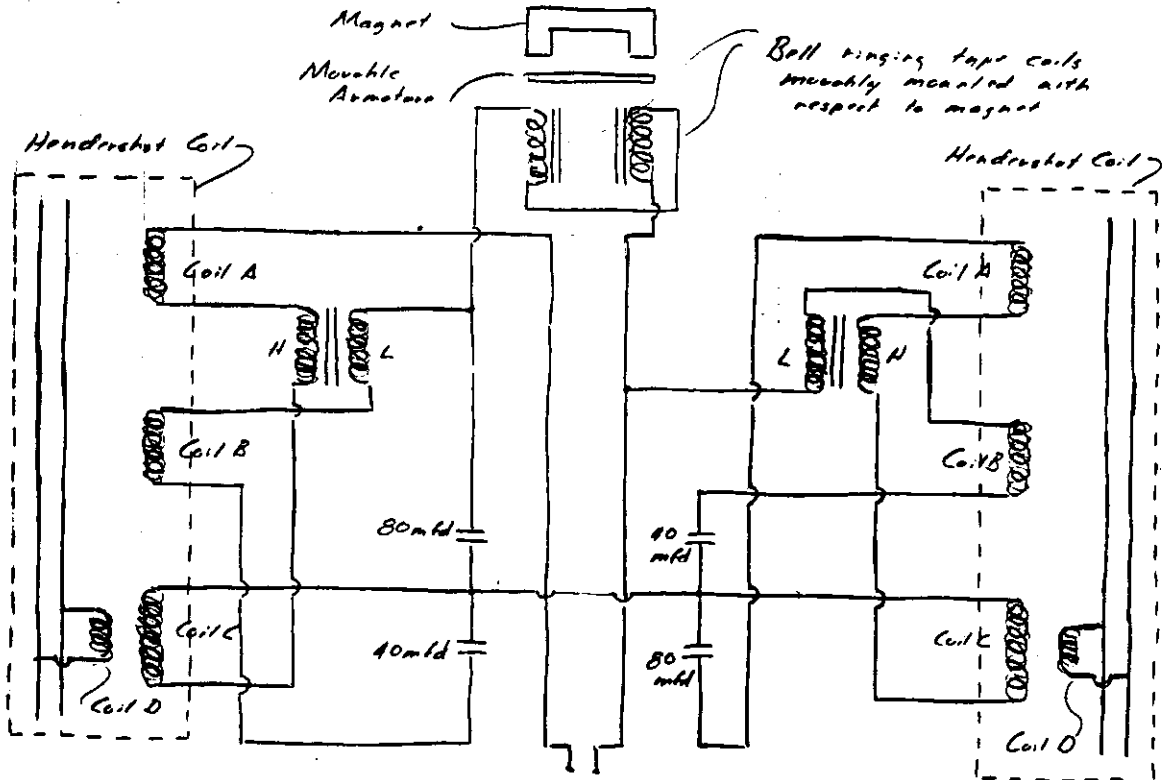 Magnet
Movable
Armature
Bell ringing type coils
movably mounted with
respect to magnet
Hendershot Coil
Hendershot Coil
Coil A
Coil A
H
L
L
H
Coil B
Coil B
80 mfd
40
mfd
Coil C
Coil C
40 mfd
80
mfd
Coil D
Coil D